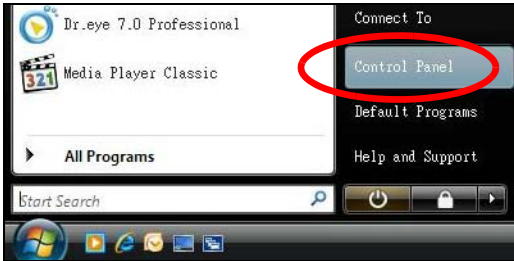 Dr.eye 7.0 Professional
321
Media Player Classic
All Programs
Start Search
Connect To
Control Panel
Default Programs
Help and Support